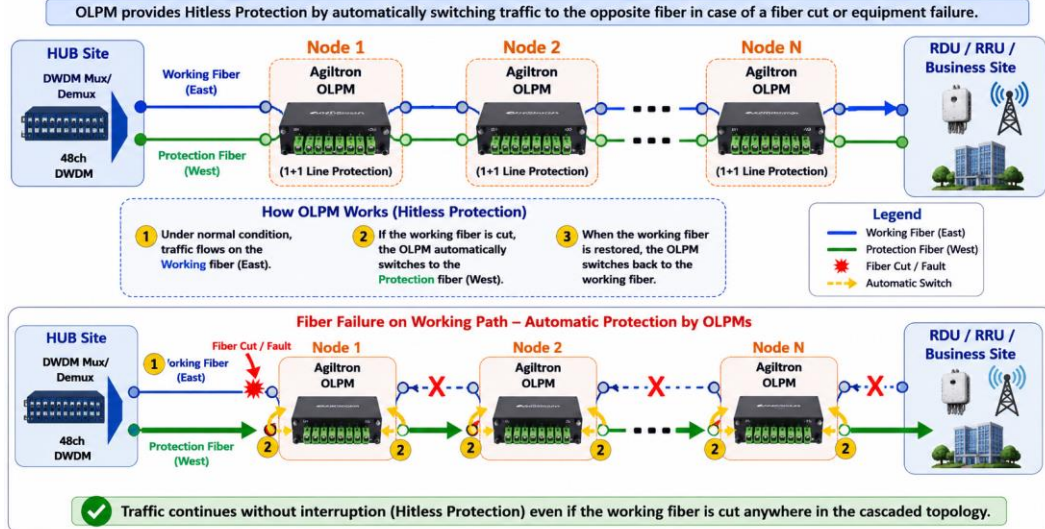 OLPM provides Hitless Protection by automatically switching traffic to the opposite fiber in case of a fiber cut or equipment failure.
HUB Site
DWDM Mux/
Demux
48ch
DWDM
Working Fiber
(East)
Protection Fiber
(West)
Node 1
Agiltron
OLPM
(1+1 Line Protection)
Node 2
Agiltron
OLPM
(1+1 Line Protection)
Node N
Agiltron
OLPM
(1+1 Line Protection)
RDU / RRU /
Business Site
How OLPM Works (Hitless Protection)
1 Under normal condition,
traffic flows on the
Working fiber (East).
2 If the working fiber is cut,
the OLPM automatically
switches to the
Protection fiber (West).
3 When the working fiber
is restored, the OLPM
switches back to the
working fiber.
Legend
Working Fiber (East)
Protection Fiber (West)
Fiber Cut / Fault
Automatic Switch
Fiber Failure on Working Path – Automatic Protection by OLPMs
HUB Site
DWDM Mux/
Demux
48ch
DWDM
1
orking Fiber
(East)
Fiber Cut / Fault
Protection Fiber
(West)
Node 1
Agiltron
OLPM
X
2
2
Node 2
Agiltron
OLPM
X
2
2
Node N
Agiltron
OLPM
X
2
2
RDU / RRU /
Business Site
Traffic continues without interruption (Hitless Protection) even if the working fiber is cut anywhere in the cascaded topology.